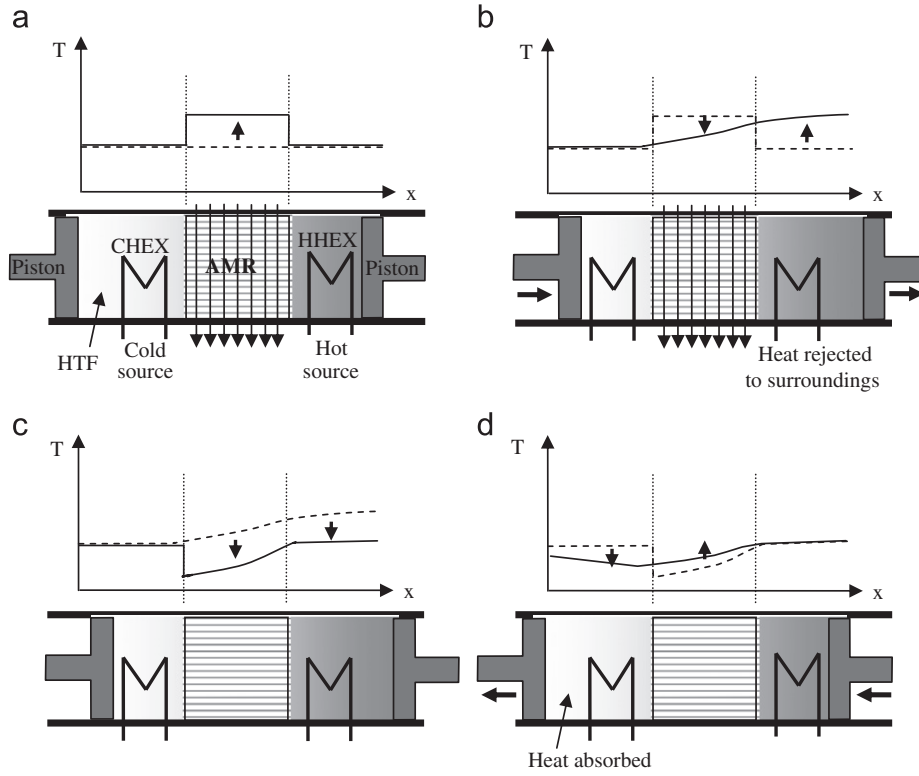 a
T
x
CHEX
HHEX
Piston
AMR
Piston
HTF
Cold
source
Hot
source
b
T
x
Heat rejected
to surroundings
c
T
x
d
T
x
Heat absorbed